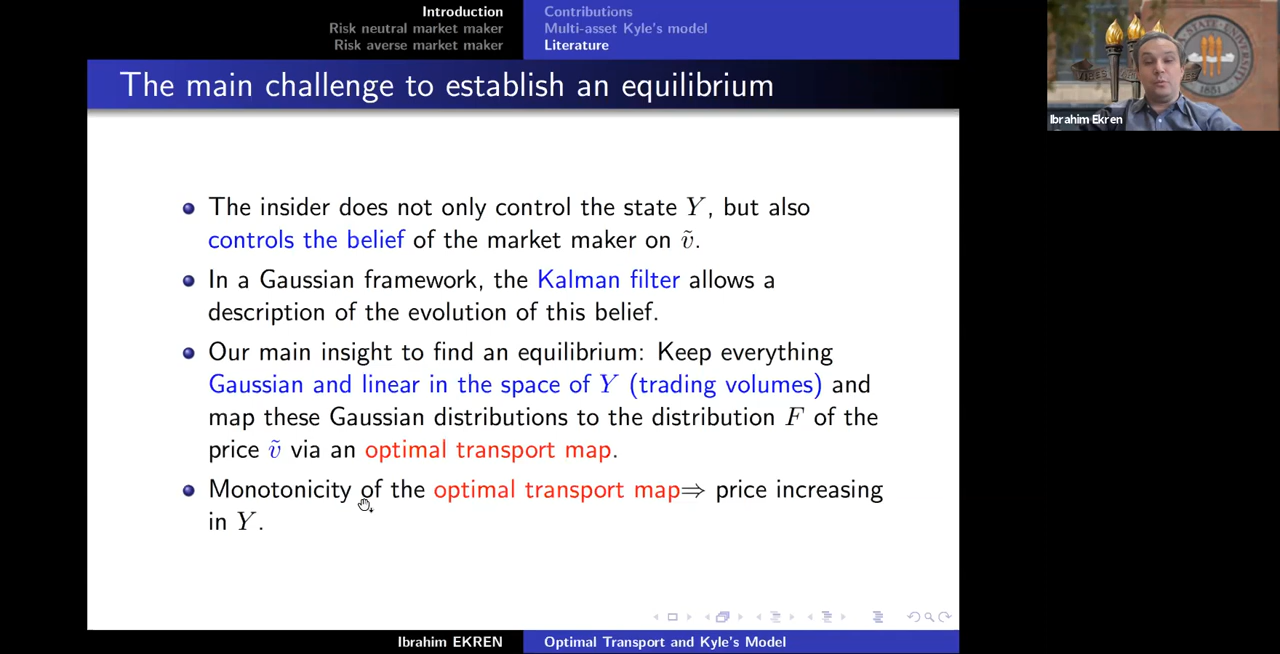 Introduction
Risk neutral market maker
Risk averse market maker
Contributions
Multi-asset Kyle's model
Literature
The main challenge to establish an equilibrium
The insider does not only control the state Y, but also
controls the belief of the market maker on ṽ.
In a Gaussian framework, the Kalman filter allows a
description of the evolution of this belief.
Our main insight to find an equilibrium: Keep everything
Gaussian and linear in the space of Y (trading volumes) and
map these Gaussian distributions to the distribution F of the
price ṽ via an optimal transport map.
Monotonicity of the optimal transport map⇒ price increasing
in Y.
Ibrahim EKREN
Optimal Transport and Kyle's Model
Ibrahim Ekren